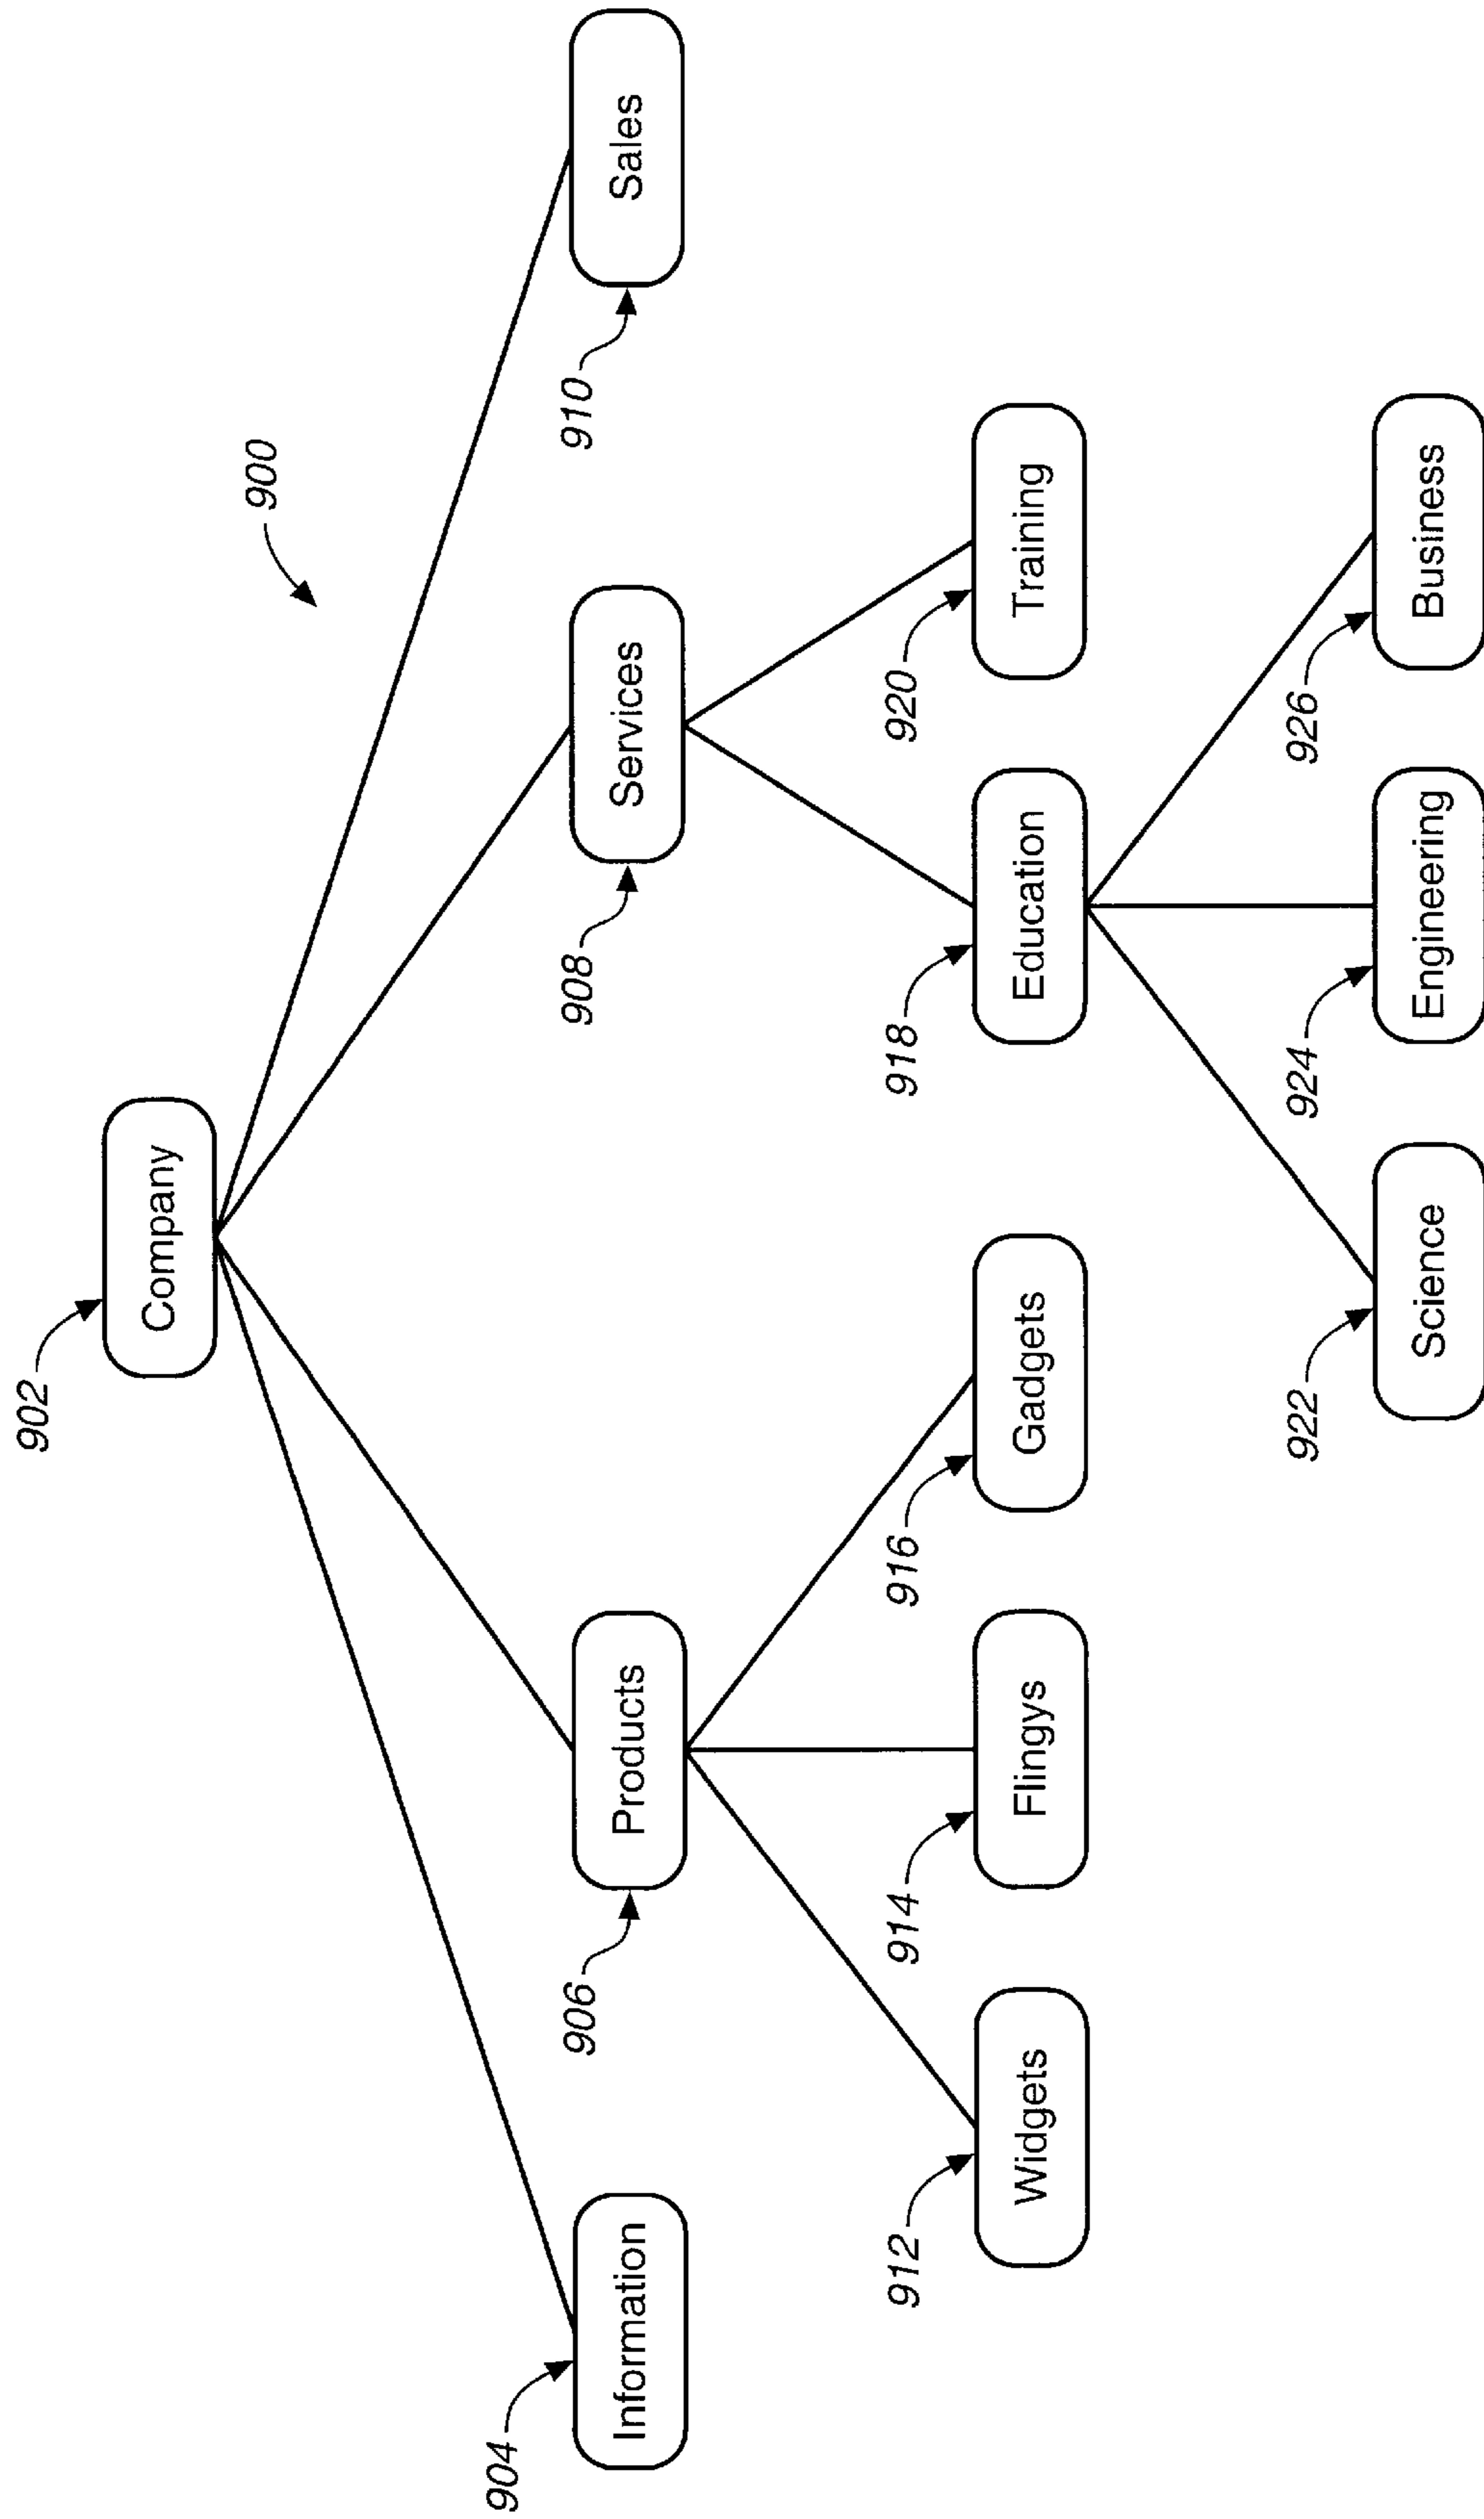 902
Company
900
904
Information
906
Products
908
Services
910
Sales
912
Widgets
914
Flingys
916
Gadgets
918
Education
920
Training
922
Science
924
Engineering
926
Business